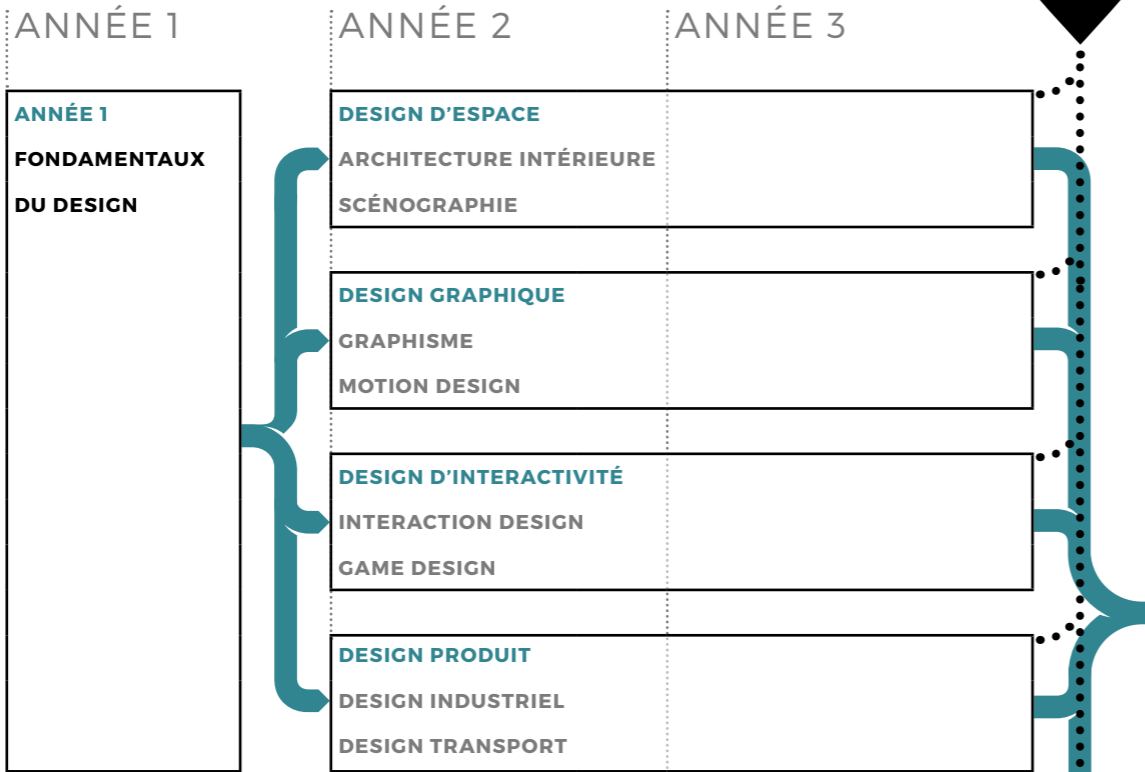 ANNÉE 1
ANNÉE 2
ANNÉE 3
ANNÉE 1
FONDAMENTAUX
DU DESIGN
DESIGN D’ESPACE
ARCHITECTURE INTÉRIEURE
SCÉNOGRAPHIE
DESIGN GRAPHIQUE
GRAPHISME
MOTION DESIGN
DESIGN D’INTERACTIVITÉ
INTERACTION DESIGN
GAME DESIGN
DESIGN PRODUIT
DESIGN INDUSTRIEL
DESIGN TRANSPORT